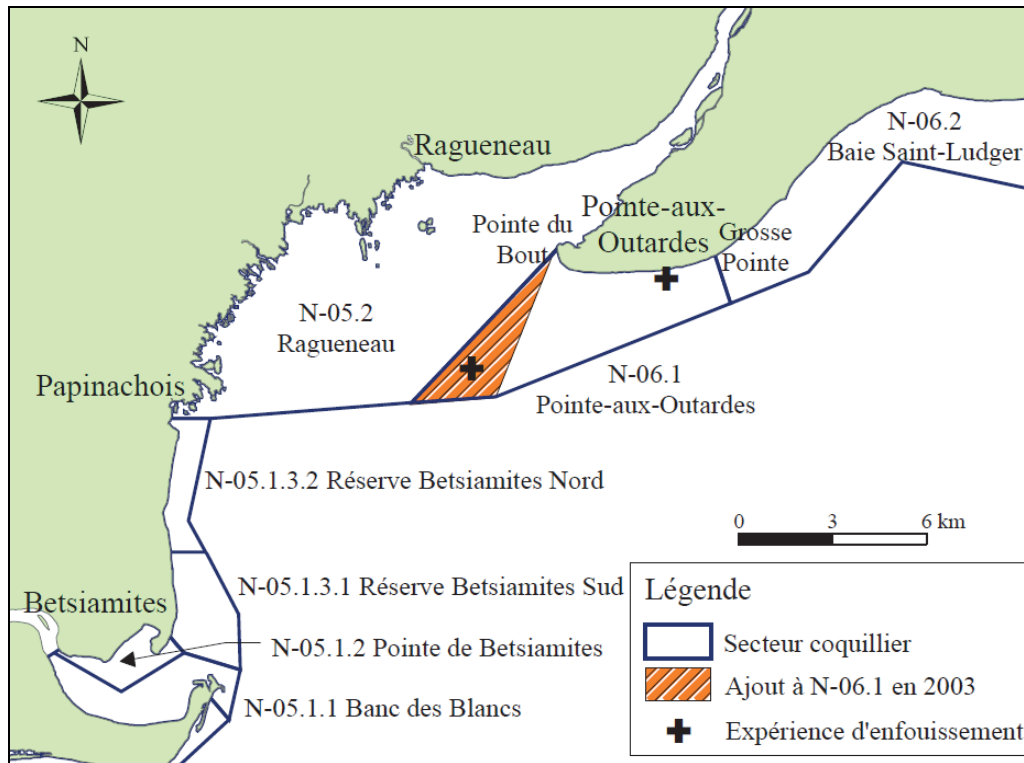 N
Ragueneau
N-06.2
Baie Saint-Ludger
Pointe du
Bout
Pointe-aux-
Outardes
Grosse
Pointe
N-05.2
Ragueneau
Papinachois
N-06.1
Pointe-aux-Outardes
N-05.1.3.2 Réserve Betsiamites Nord
0 3 6 km
N-05.1.3.1 Réserve Betsiamites Sud
Betsiamites
N-05.1.2 Pointe de Betsiamites
N-05.1.1 Banc des Blancs
Légende
Secteur coquillier
Ajout à N-06.1 en 2003
Expérience d'enfouissement